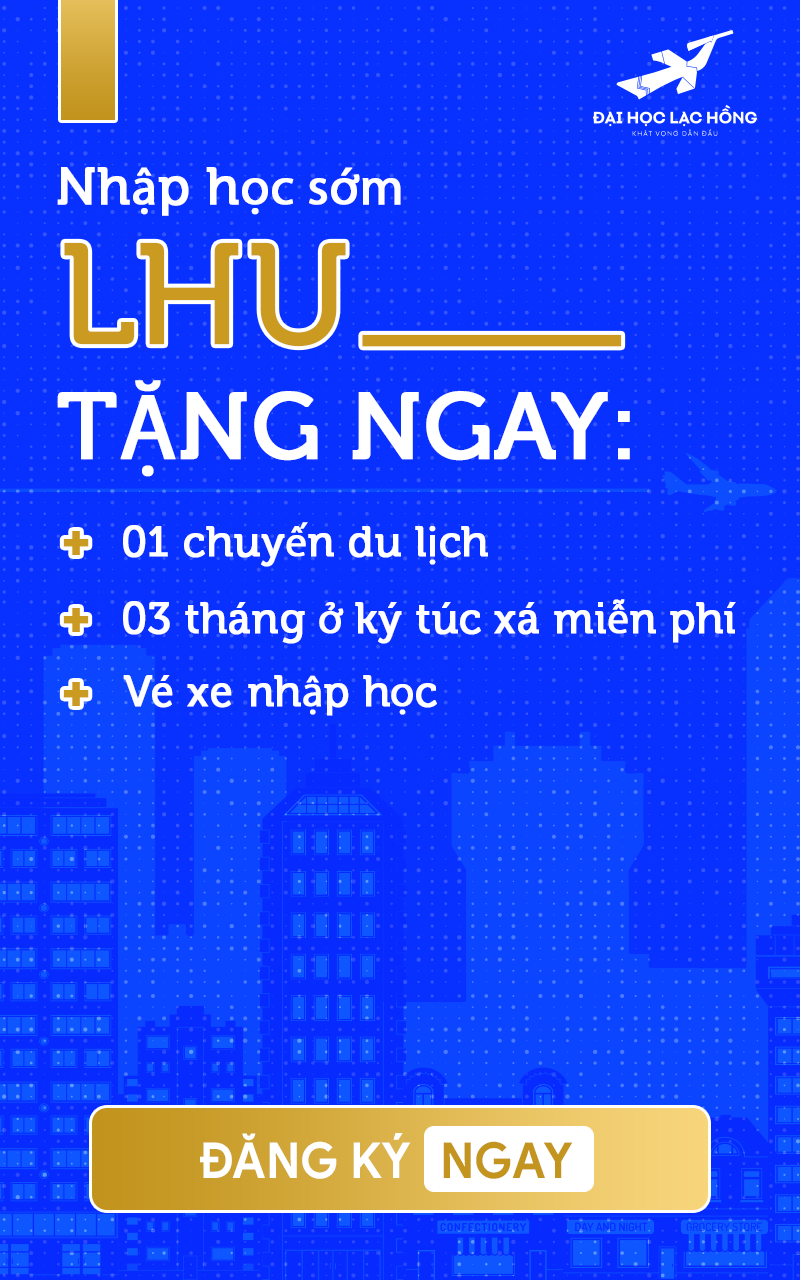 ĐẠI HỌC LẠC HỒNG
KHÁT VỌNG DẪN ĐẦU
Nhập học sớm
LHU
TẶNG NGAY:
01 chuyến du lịch
03 tháng ở ký túc xá miễn phí
Vé xe nhập học
ĐĂNG KÝ NGAY
CONFECTIONERY
DAY AND NIGHT
GROCERY STORE